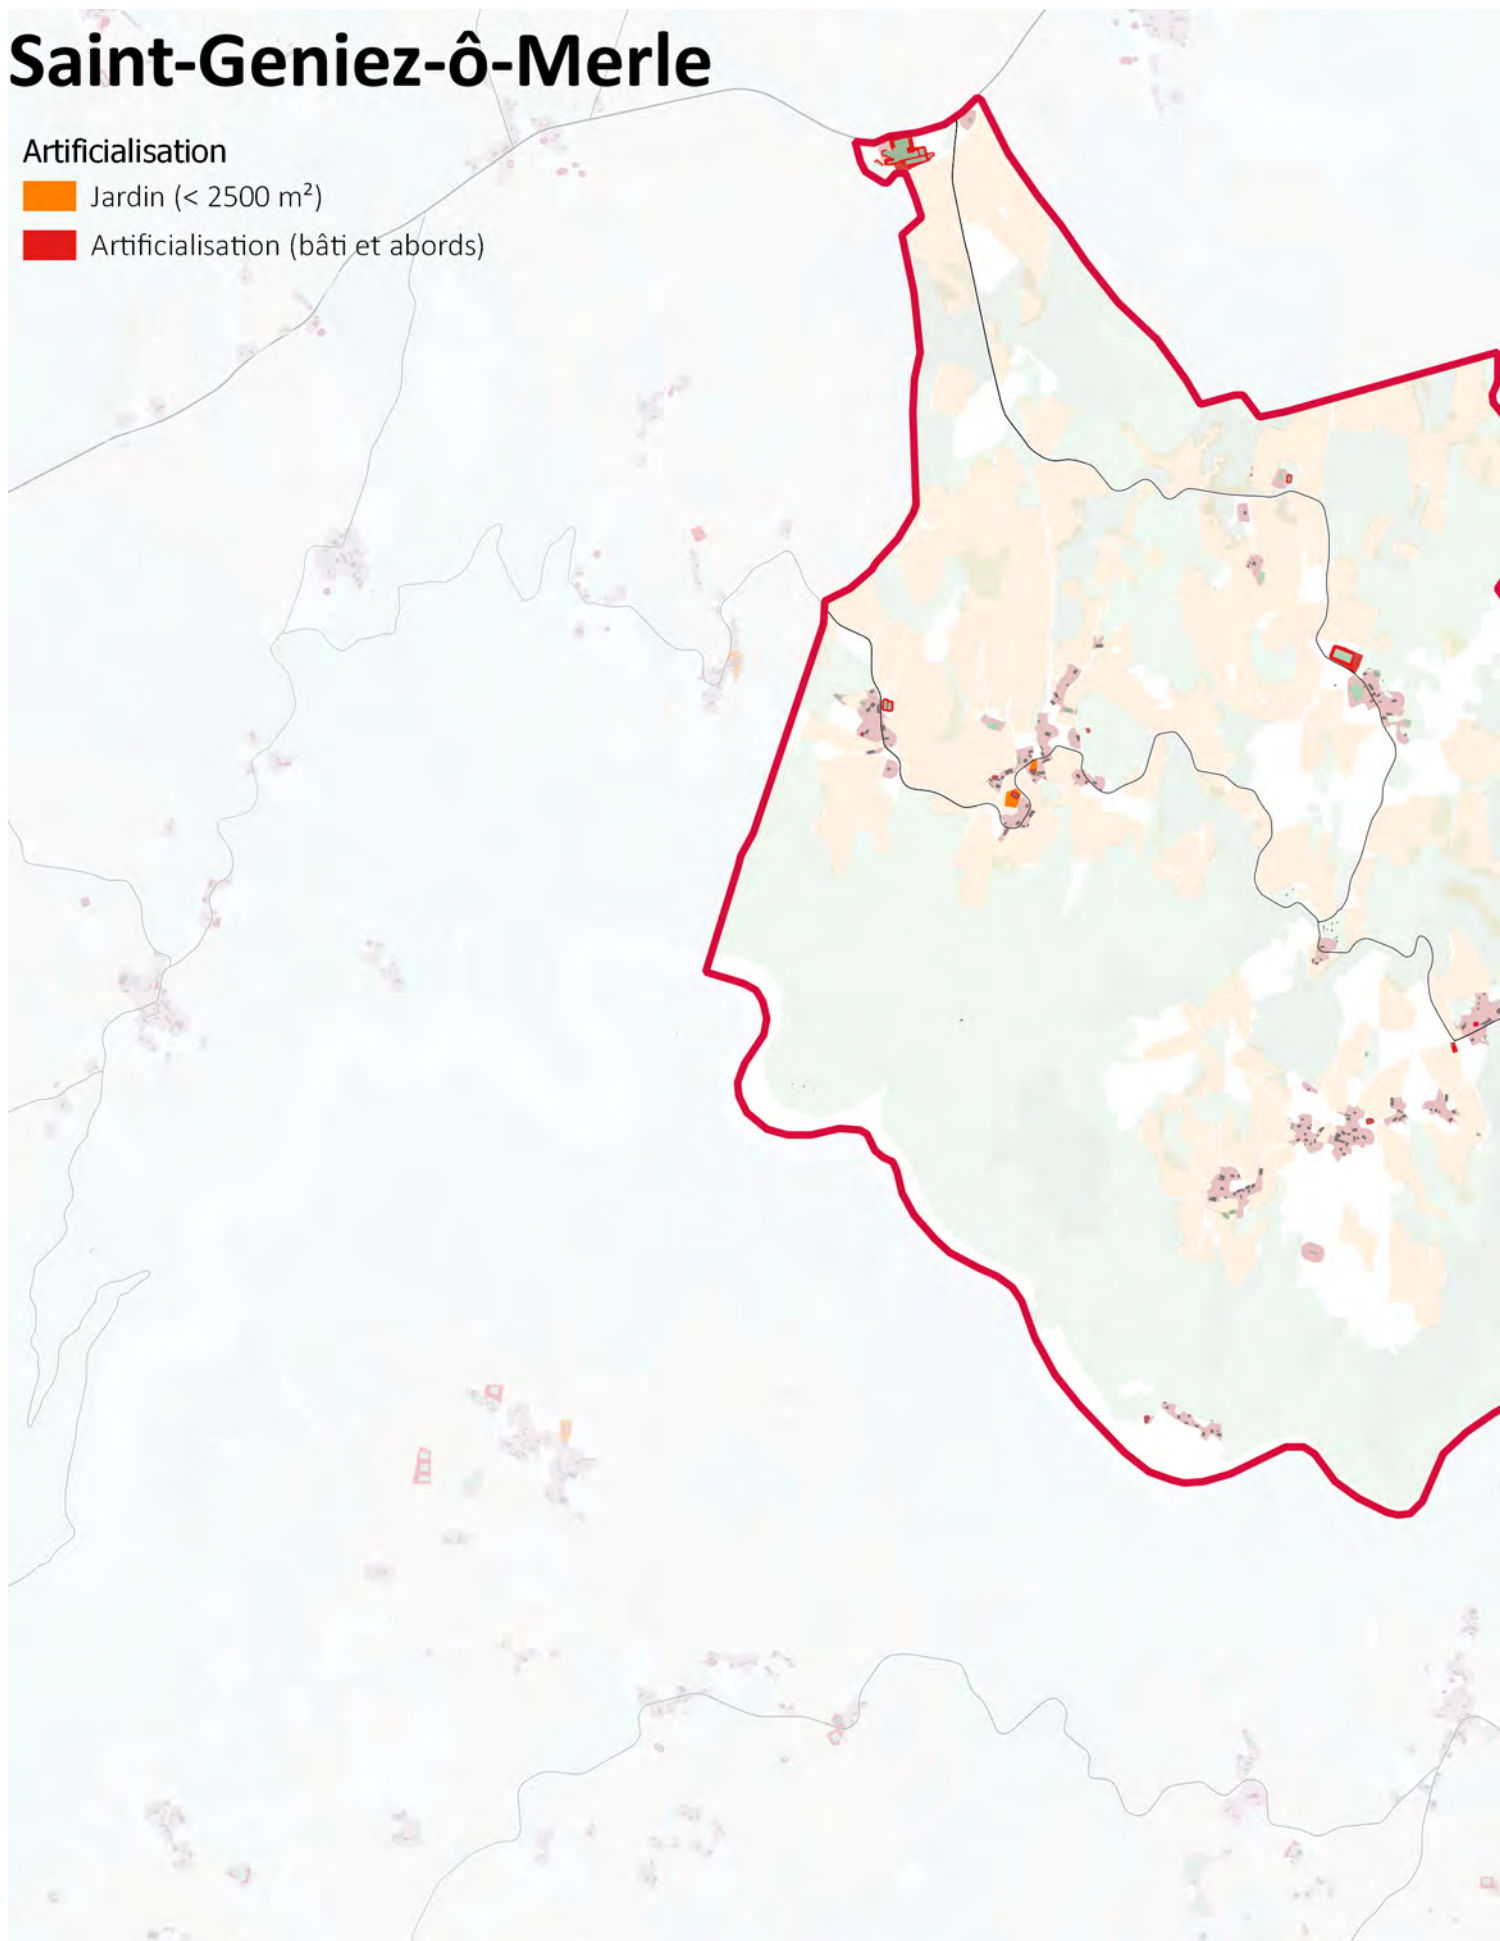 Saint-Geniez-ô-Merle
Artificialisation
Jardin (< 2500 m²)
Artificialisation (bâti et abords)